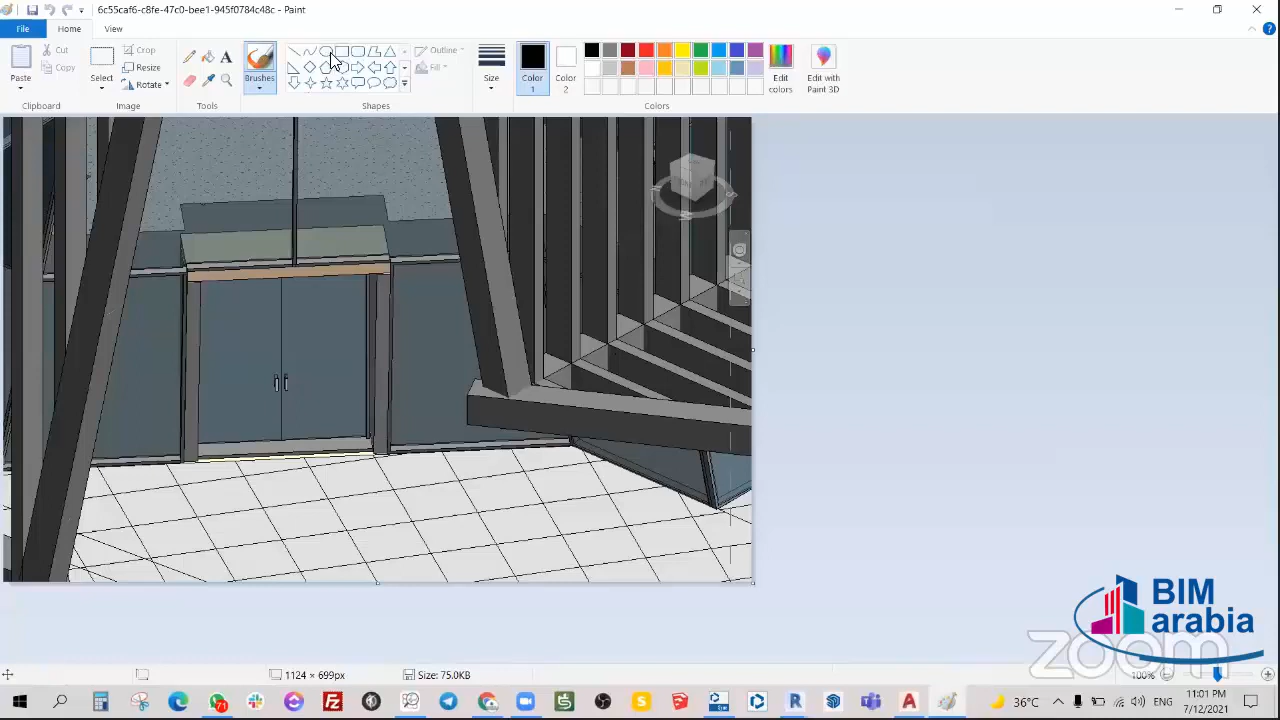 6c55caf6-c8fe-47c0-bee1-945f0784c48c - Paint
File
Home
View
Paste
Cut
Copy
Clipboard
Select
Crop
Resize
Rotate
Image
Tools
Brushes
Shapes
Outline
Fill
Size
Color
1
Color
2
Edit
colors
Edit with
Paint 3D
Colors
BIM
arabia
zoom
1124 × 699px
Size: 75.0KB
100%
71
36°C
ENG
11:01 PM
7/12/2021